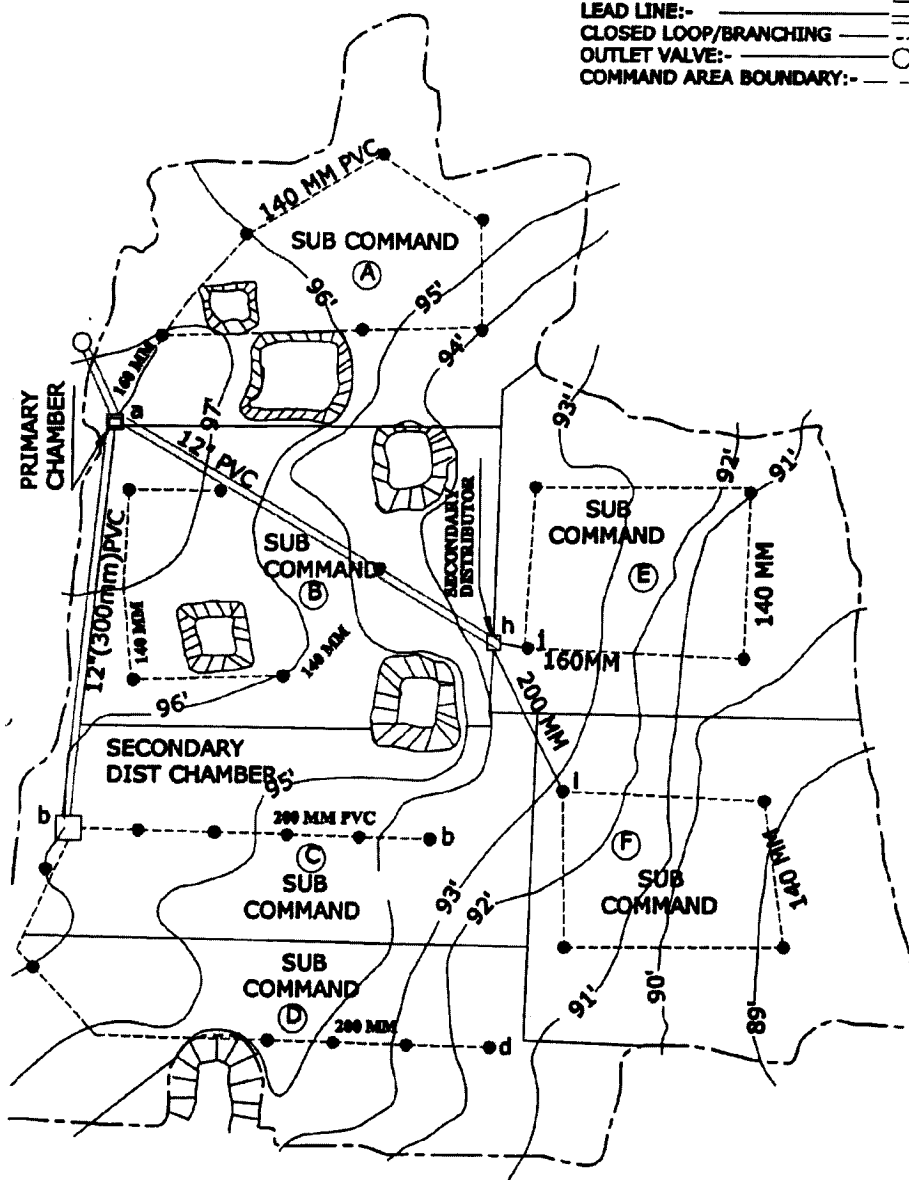 LEAD LINE:-
CLOSED LOOP/BRANCHING
OUTLET VALVE:-
COMMAND AREA BOUNDARY:-
140 MM PVC
SUB COMMAND
A
96'
95'
94'
160 MM
PRIMARY
CHAMBER
a
97'
12" PVC
93'
92'
91'
SECONDARY
DISTRIBUTOR
SUB
COMMAND
E
140 MM
SUB
COMMAND
B
12"(300mm)PVC
140 MM
140 MM
h
j
160MM
200 MM
96'
SECONDARY
DIST CHAMBER
95'
i
b
200 MM PVC
b
C
SUB
COMMAND
F
SUB
COMMAND
140 MM
93'
92'
SUB
COMMAND
D
200 MM
d
91'
90'
89'